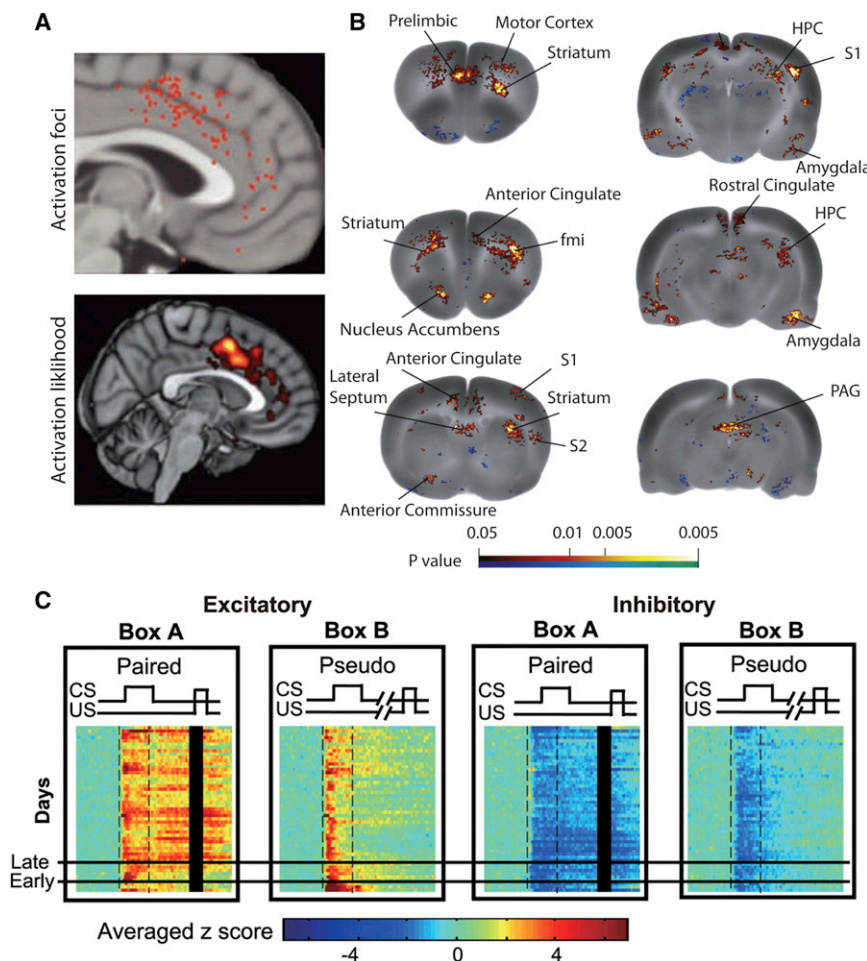 A
Activation foci
Activation liklihood
B
Prelimbic
Motor Cortex
Striatum
HPC
S1
Amygdala
Striatum
Anterior Cingulate
fmi
Nucleus Accumbens
Rostral Cingulate
HPC
Amygdala
Anterior Cingulate
Lateral
Septum
S1
Striatum
S2
Anterior Commissure
PAG
0.05 0.01 0.005 0.005
P value
C
Excitatory Inhibitory
Box A Box B Box A Box B
Paired Pseudo Paired Pseudo
CS CS CS CS
US US US US
Days
Late
Early
Averaged z score
-4 0 4